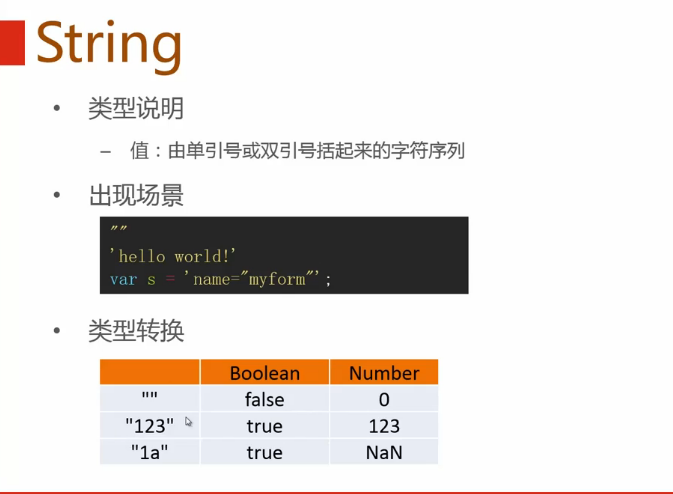 String
• 类型说明
– 值：由单引号或双引号括起来的字符序列
• 出现场景
""
'hello world!'
var s = 'name="myform"';
• 类型转换
Boolean Number
"" false 0
"123" true 123
"1a" true NaN